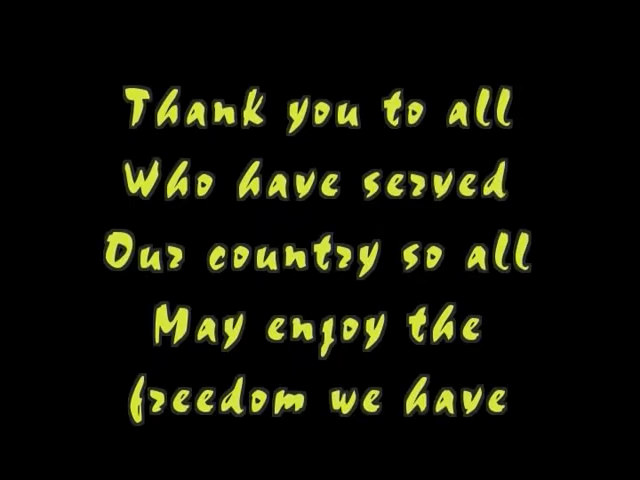 Thank you to all
Who have served
Our country so all
May enjoy the
freedom we have